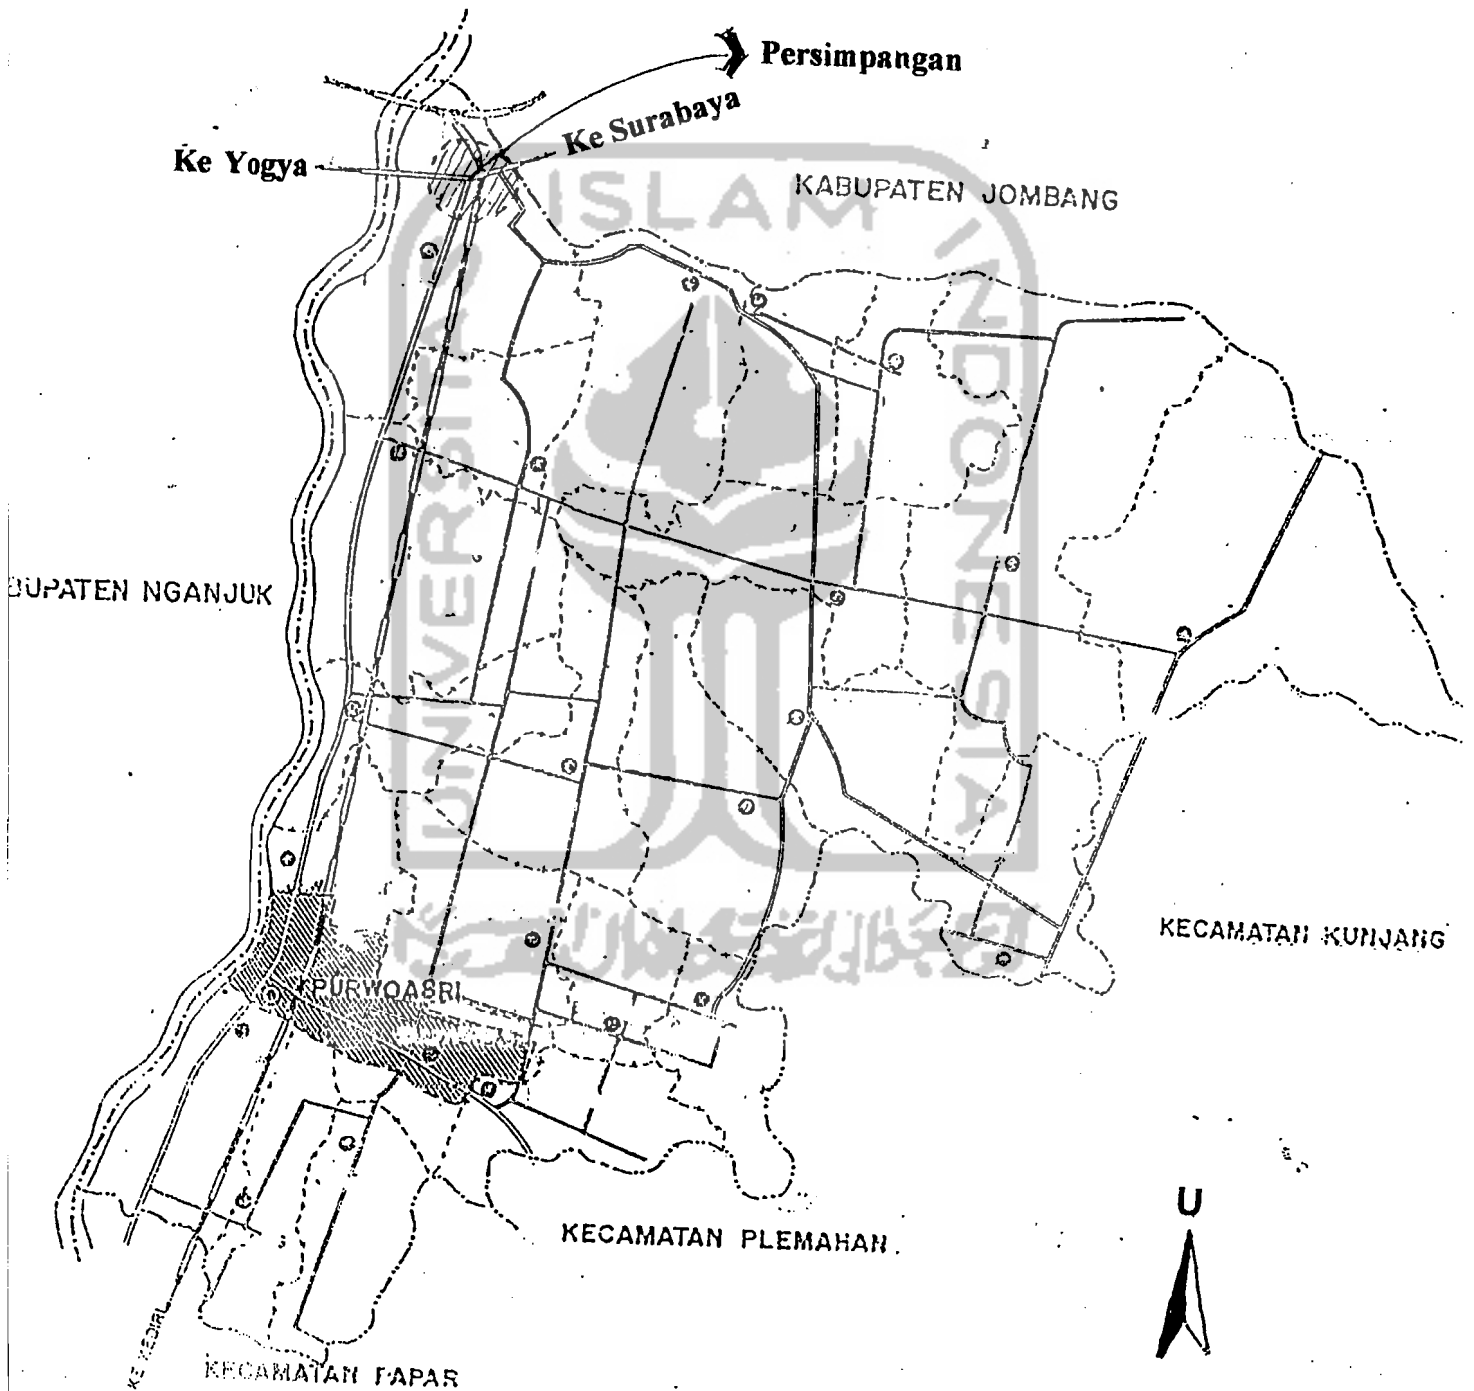 Persimpangan
Ke Surabaya
Ke Yogya
KABUPATEN JOMBANG
ISLAM
UNIVERSITAS
INDONESIA
BUPATEN NGANJUK
KECAMATAN KUNJANG
PURWOASRI
U
KECAMATAN PLEMAHAN
KE KEDIRI
KECAMATAN PAPAR